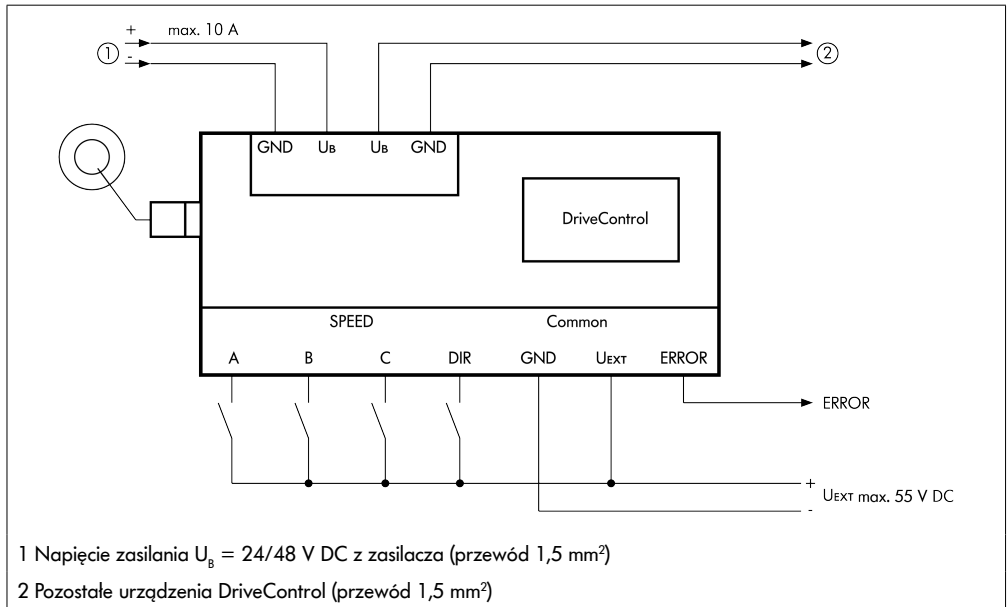 + max. 10 A
1
-
2
GND UB UB GND
DriveControl
SPEED Common
A B C DIR GND UEXT ERROR
ERROR
+
UEXT max. 55 V DC
-
1 Napięcie zasilania UB = 24/48 V DC z zasilacza (przewód 1,5 mm²)
2 Pozostałe urządzenia DriveControl (przewód 1,5 mm²)